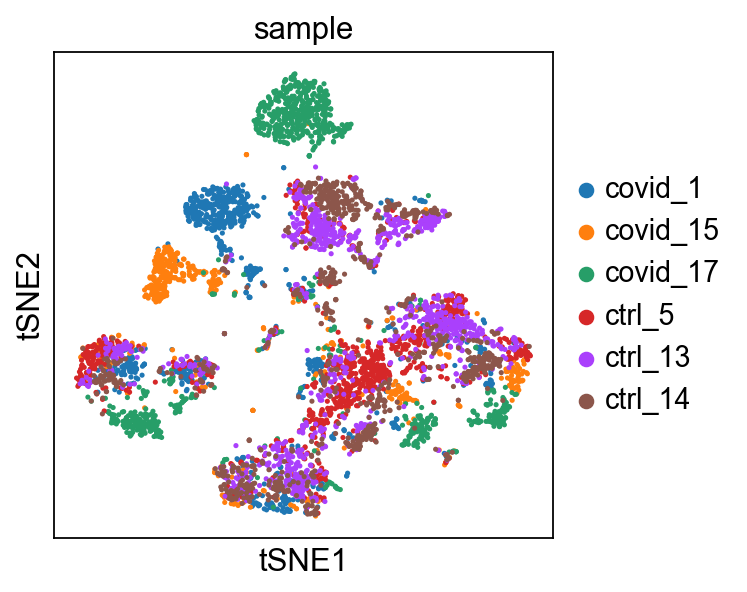 sample
covid_1
covid_15
covid_17
ctrl_5
ctrl_13
ctrl_14
tSNE2
tSNE1